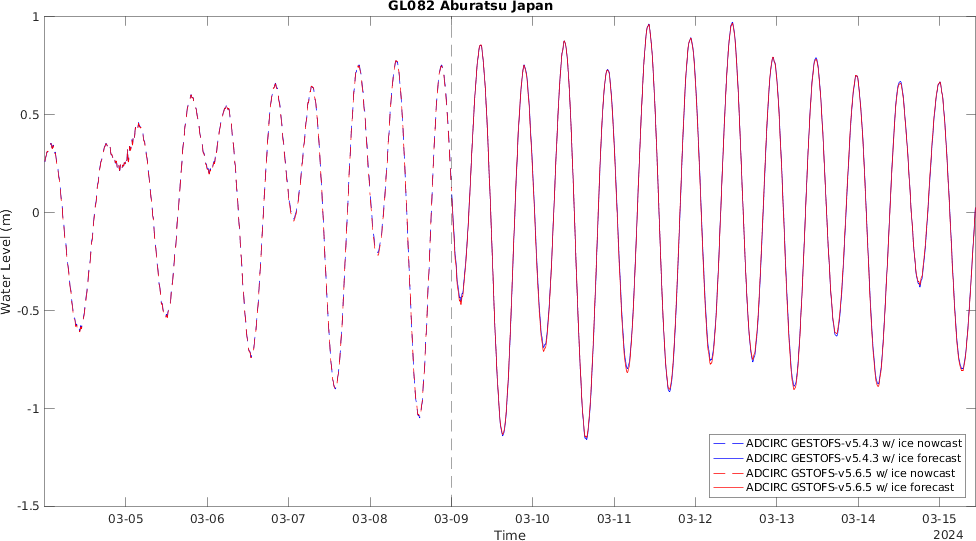 GL082 Aburatsu Japan
1
0.5
0
-0.5
-1
-1.5
Water Level (m)
03-05 03-06 03-07 03-08 03-09 03-10 03-11 03-12 03-13 03-14 03-15
Time
2024
ADCIRC GESTOFS-v5.4.3 w/ ice nowcast
ADCIRC GESTOFS-v5.4.3 w/ ice forecast
ADCIRC GSTOFS-v5.6.5 w/ ice nowcast
ADCIRC GSTOFS-v5.6.5 w/ ice forecast